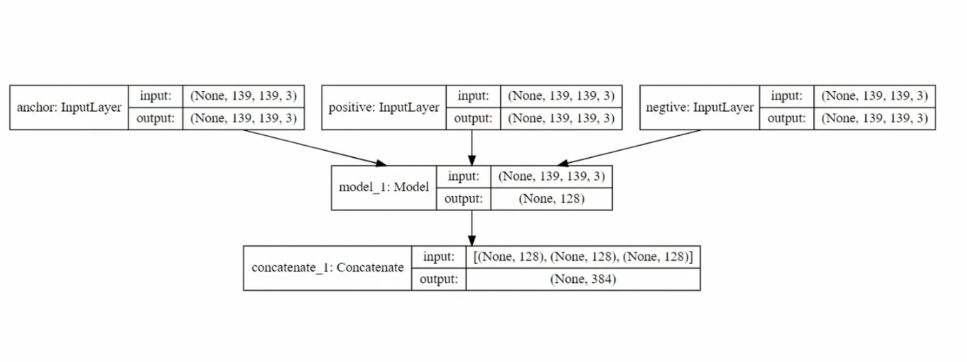 anchor: InputLayer
input: (None, 139, 139, 3)
output: (None, 139, 139, 3)
positive: InputLayer
input: (None, 139, 139, 3)
output: (None, 139, 139, 3)
negtive: InputLayer
input: (None, 139, 139, 3)
output: (None, 139, 139, 3)
model_1: Model
input: (None, 139, 139, 3)
output: (None, 128)
concatenate_1: Concatenate
input: [(None, 128), (None, 128), (None, 128)]
output: (None, 384)